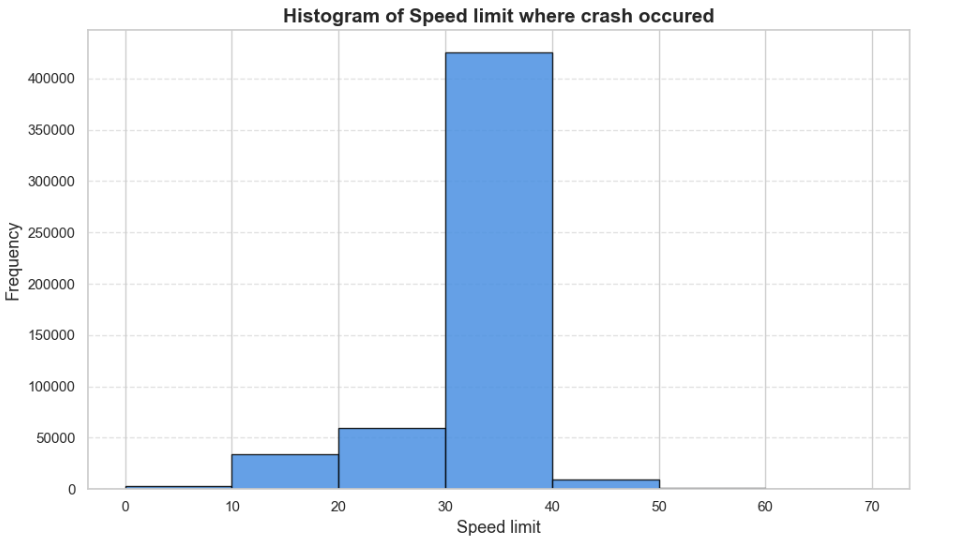 Histogram of Speed limit where crash occured
400000
350000
300000
250000
200000
150000
100000
50000
0
Frequency
0 10 20 30 40 50 60 70
Speed limit